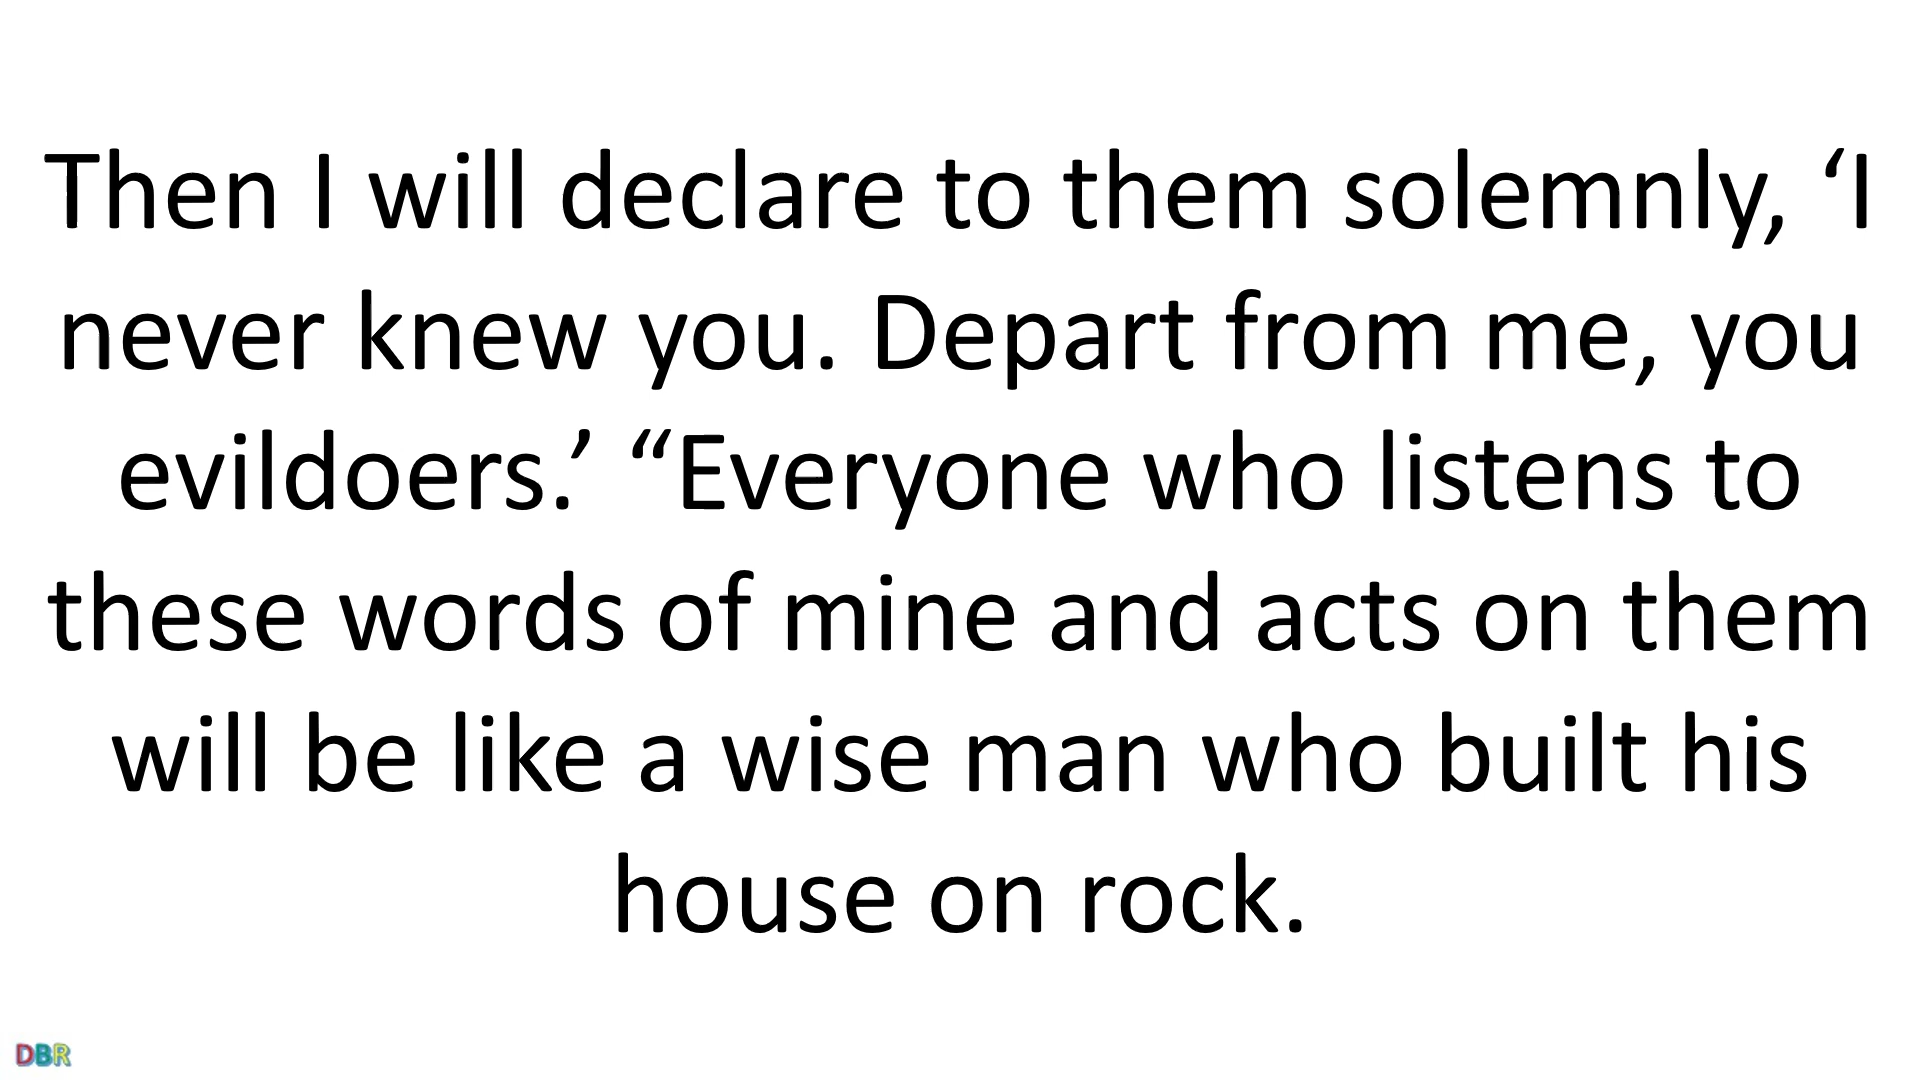 Then I will declare to them solemnly, ‘I
never knew you. Depart from me, you
evildoers.’ “Everyone who listens to
these words of mine and acts on them
will be like a wise man who built his
house on rock.
DBR